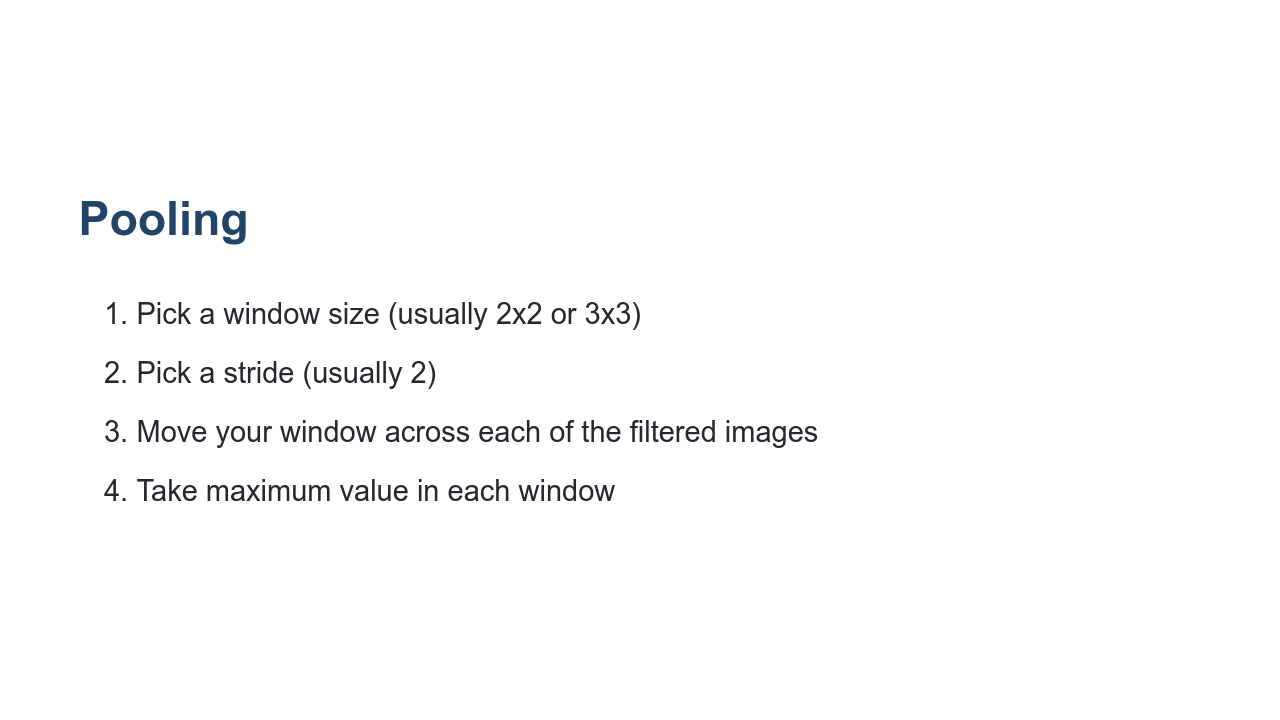 Pooling
1. Pick a window size (usually 2x2 or 3x3)
2. Pick a stride (usually 2)
3. Move your window across each of the filtered images
4. Take maximum value in each window